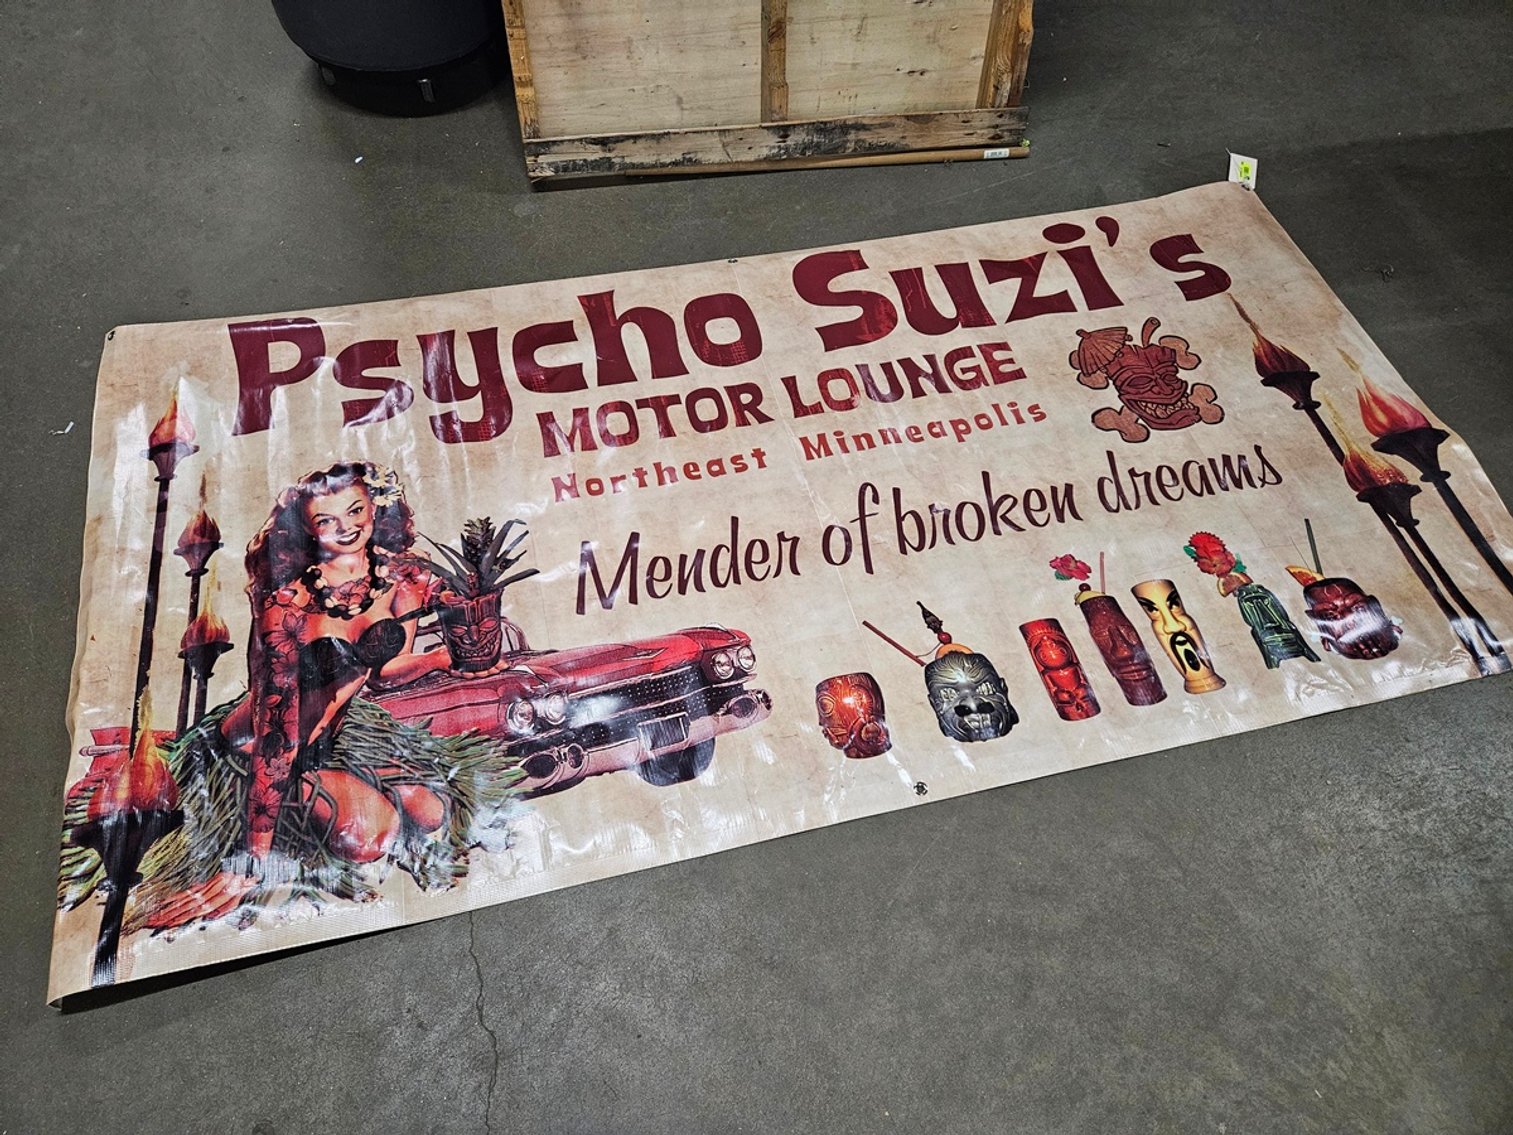 Psycho Suzi's
MOTOR LOUNGE
Northeast Minneapolis
Mender of broken dreams